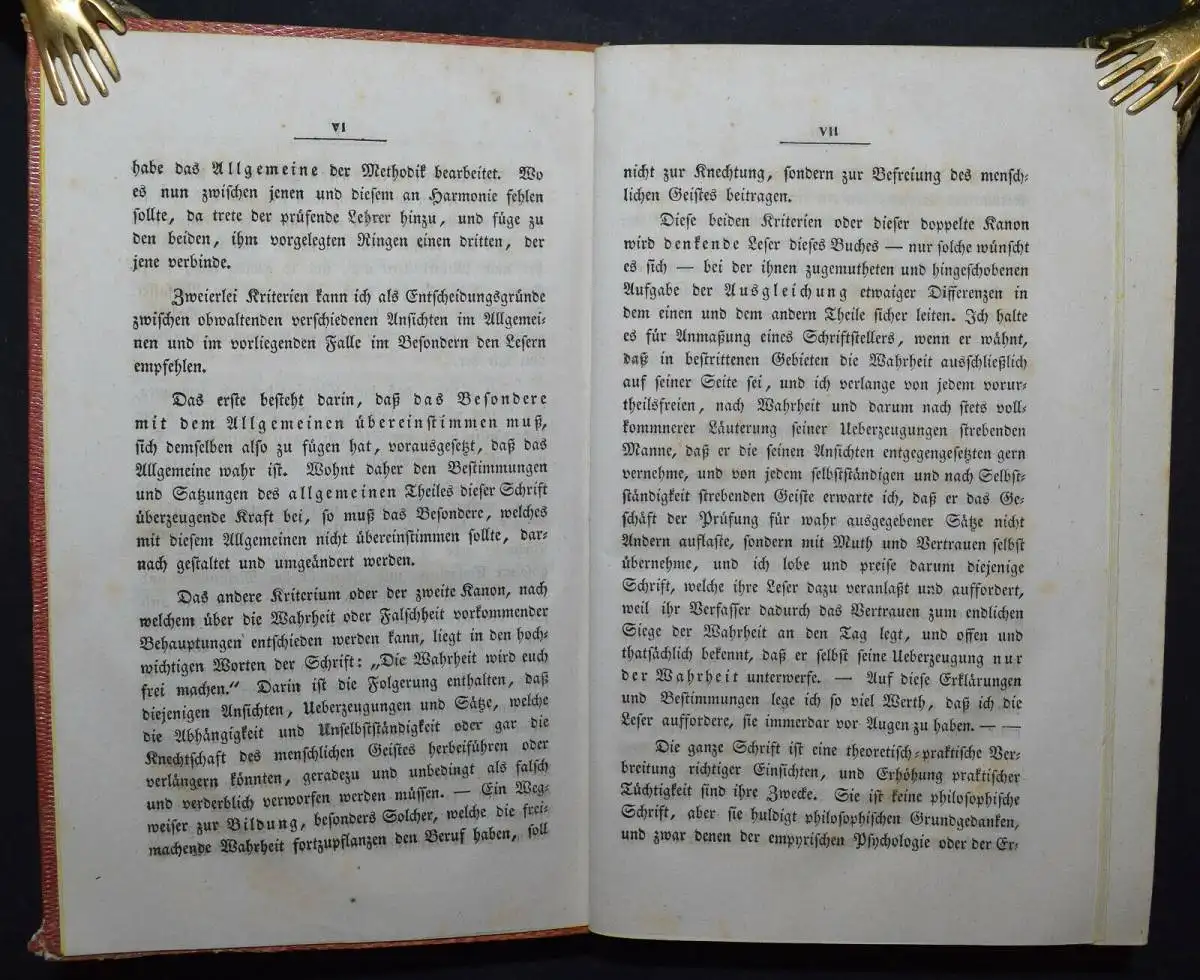 VI
habe das Allgemeine der Methodik bearbeitet. Wo
es nun zwischen jenen und diesem an Harmonie fehlen
sollte, da trete der prüfende Lehrer hinzu, und füge zu
den beiden, ihm vorgelegten Ringen einen dritten, der
jene verbinde.
Zweierlei Kriterien kann ich als Entscheidungsgründe
zwischen obwaltenden verschiedenen Ansichten im Allgemei-
nen und im vorliegenden Falle im Besondern den Lesern
empfehlen.
Das erste besteht darin, daß das Besondere
mit dem Allgemeinen übereinstimmen muß,
sich demselben also zu fügen hat, vorausgesetzt, daß das
Allgemeine wahr ist. Wohnt daher den Bestimmungen
und Satzungen des allgemeinen Theiles dieser Schrift
überzeugende Kraft bei, so muß das Besondere, welches
mit diesem Allgemeinen nicht übereinstimmen sollte, dar-
nach gestaltet und umgeändert werden.
Das andere Kriterium oder der zweite Kanon, nach
welchem über die Wahrheit oder Falschheit vorkommender
Behauptungen entschieden werden kann, liegt in den hoch-
wichtigen Worten der Schrift: „Die Wahrheit wird euch
frei machen.“ Darin ist die Folgerung enthalten, daß
diejenigen Ansichten, Ueberzeugungen und Sätze, welche
die Abhängigkeit und Unselbstständigkeit oder gar die
Knechtschaft des menschlichen Geistes herbeiführen oder
verlängern könnten, geradezu und unbedingt als falsch
und verderblich verworfen werden müssen. — Ein Weg-
weiser zur Bildung, besonders Solcher, welche die frei-
machende Wahrheit fortzupflanzen den Beruf haben, soll
VII
nicht zur Knechtung, sondern zur Befreiung des mensch-
lichen Geistes beitragen.
Diese beiden Kriterien oder dieser doppelte Kanon
wird denkende Leser dieses Buches — nur solche wünscht
es sich — bei der ihnen zugemutheten und hingeschobenen
Aufgabe der Ausgleichung etwaiger Differenzen in
dem einen und dem andern Theile sicher leiten. Ich halte
es für Anmaßung eines Schriftstellers, wenn er wähnt,
daß in bestrittenen Gebieten die Wahrheit ausschließlich
auf seiner Seite sei, und ich verlange von jedem vorur-
theilsfreien, nach Wahrheit und darum nach stets voll-
kommnerer Läuterung seiner Ueberzeugungen strebenden
Manne, daß er die seinen Ansichten entgegengesetzten gern
vernehme, und von jedem selbstständigen und nach Selbst-
ständigkeit strebenden Geiste erwarte ich, daß er das Ge-
schäft der Prüfung für wahr ausgegebener Sätze nicht
Andern auflaste, sondern mit Muth und Vertrauen selbst
übernehme, und ich lobe und preise darum diejenige
Schrift, welche ihre Leser dazu veranlaßt und auffordert,
weil ihr Verfasser dadurch das Vertrauen zum endlichen
Siege der Wahrheit an den Tag legt, und offen und
thatsächlich bekennt, daß er selbst seine Ueberzeugung nur
der Wahrheit unterwerfe. — Auf diese Erklärungen
und Bestimmungen lege ich so viel Werth, daß ich die
Leser auffordere, sie immerdar vor Augen zu haben. — —
Die ganze Schrift ist eine theoretisch-praktische Ver-
breitung richtiger Einsichten, und Erhöhung praktischer
Tüchtigkeit sind ihre Zwecke. Sie ist keine philosophische
Schrift, aber sie huldigt philosophischen Grundgedanken,
und zwar denen der empyrischen Psychologie oder der Er-